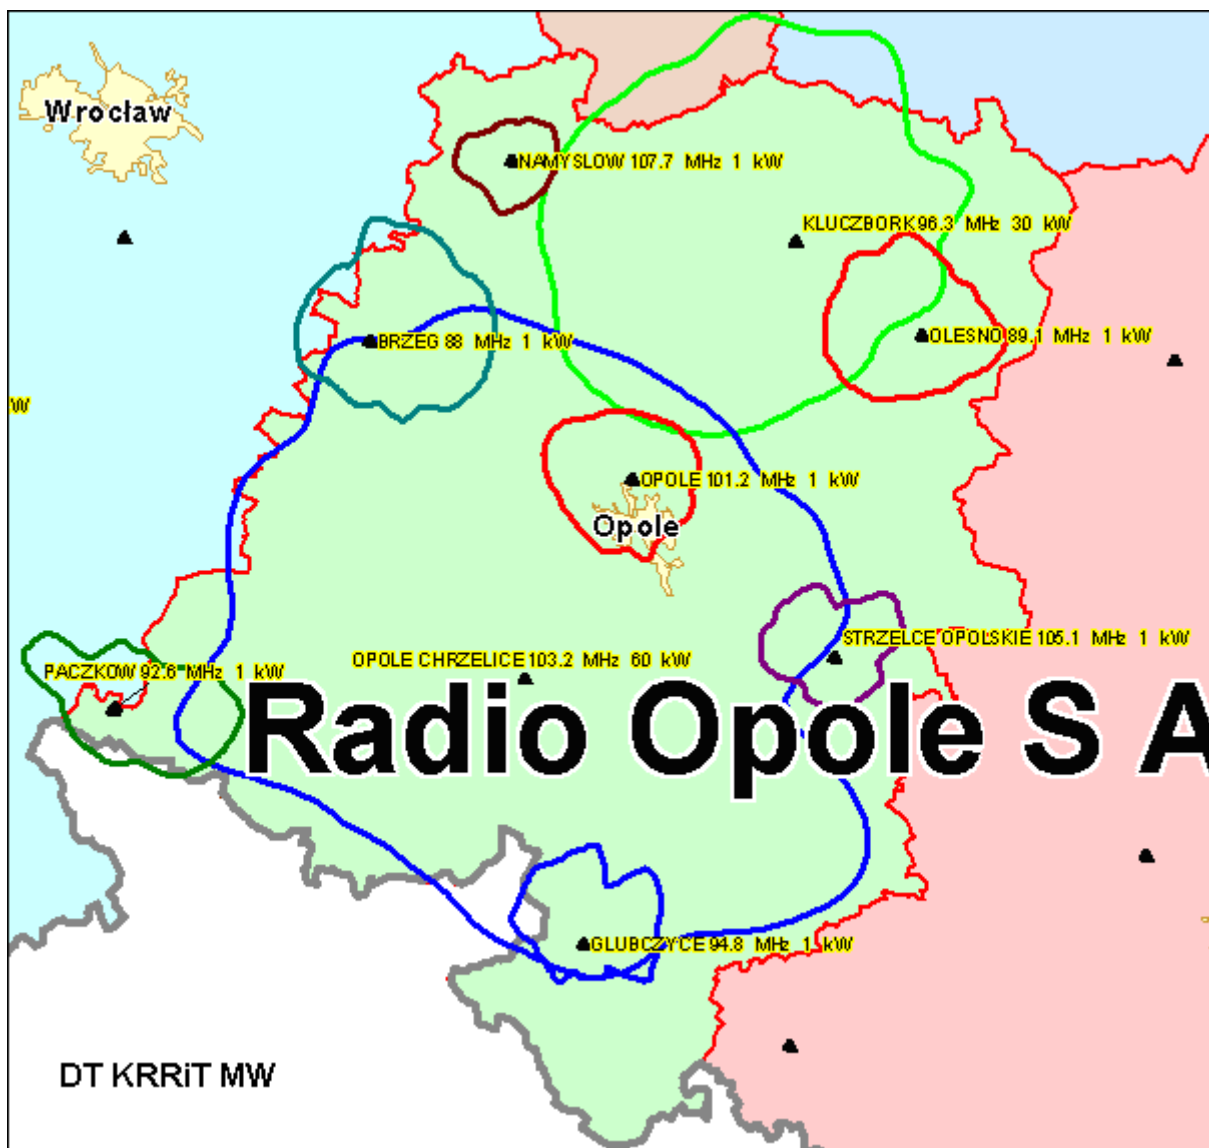 Wrocław
NAMYSLOW 107.7 MHz 1 kW
KLUCZBORK 96.3 MHz 30 kW
BRZEG 88 MHz 1 kW
OLESNO 89.1 MHz 1 kW
W
OPOLE 101.2 MHz 1 kW
Opole
STRZELCE OPOLSKIE 105.1 MHz 1 kW
PACZKOW 92.6 MHz 1 kW
OPOLE CHRZELICE 103.2 MHz 60 kW
Radio Opole S A
GLUBCZYCE 94.8 MHz 1 kW
DT KRRiT MW